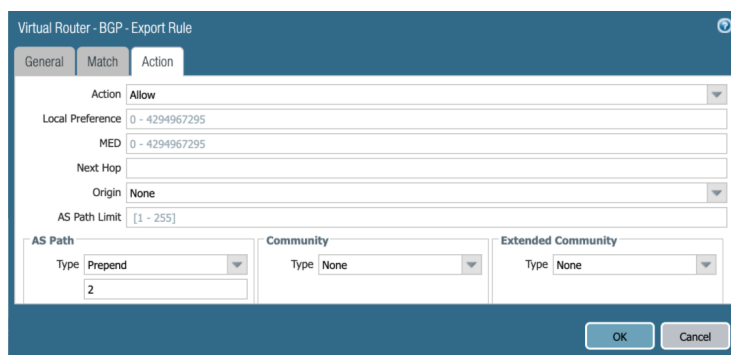 Virtual Router - BGP - Export Rule
General Match Action
Action Allow
Local Preference 0 - 4294967295
MED 0 - 4294967295
Next Hop
Origin None
AS Path Limit [1 - 255]
AS Path Community Extended Community
Type Prepend Type None Type None
2
OK Cancel